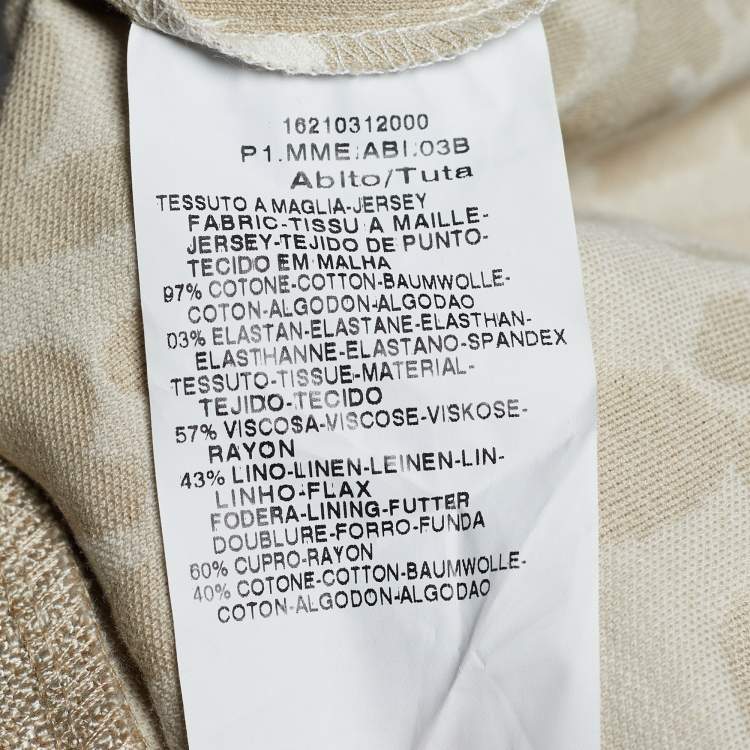 16210312000
P1.MME.ABI.03B
Abito/Tuta
TESSUTO A MAGLIA-JERSEY
FABRIC-TISSU A MAILLE-
JERSEY-TEJIDO DE PUNTO-
TECIDO EM MALHA
97% COTONE-COTTON-BAUMWOLLE-
COTON-ALGODON-ALGODAO
03% ELASTAN-ELASTANE-ELASTHAN-
ELASTHANNE-ELASTANO-SPANDEX
TESSUTO-TISSUE-MATERIAL-
TEJIDO-TECIDO
57% VISCOSA-VISCOSE-VISKOSE-
RAYON
43% LINO-LINEN-LEINEN-LIN-
LINHO-FLAX
FODERA-LINING-FUTTER
DOUBLURE-FORRO-FUNDA
60% CUPRO-RAYON
40% COTONE-COTTON-BAUMWOLLE-
COTON-ALGODON-ALGODAO